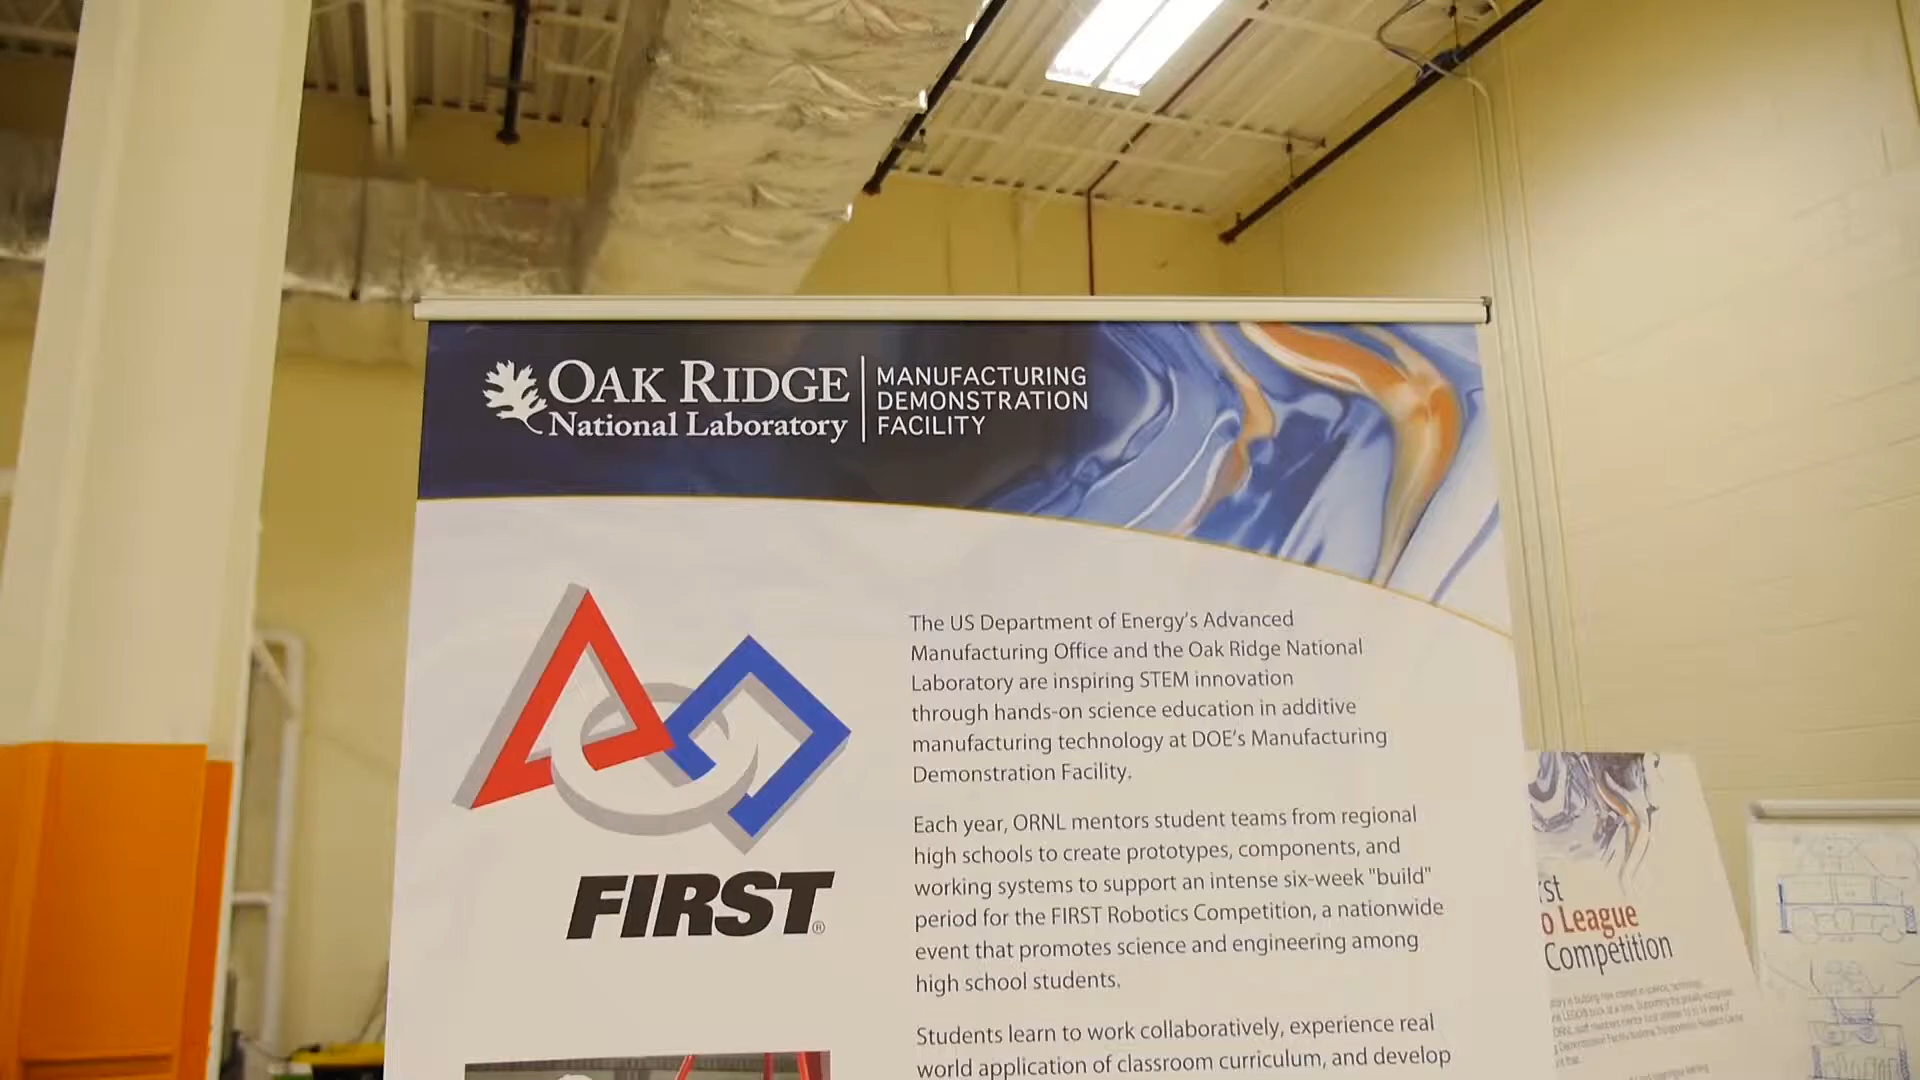 OAK RIDGE
National Laboratory
MANUFACTURING
DEMONSTRATION
FACILITY
FIRST®
The US Department of Energy's Advanced
Manufacturing Office and the Oak Ridge National
Laboratory are inspiring STEM innovation
through hands-on science education in additive
manufacturing technology at DOE's Manufacturing
Demonstration Facility.
Each year, ORNL mentors student teams from regional
high schools to create prototypes, components, and
working systems to support an intense six-week "build"
period for the FIRST Robotics Competition, a nationwide
event that promotes science and engineering among
high school students.
Students learn to work collaboratively, experience real
world application of classroom curriculum, and develop
rst
o League
Competition